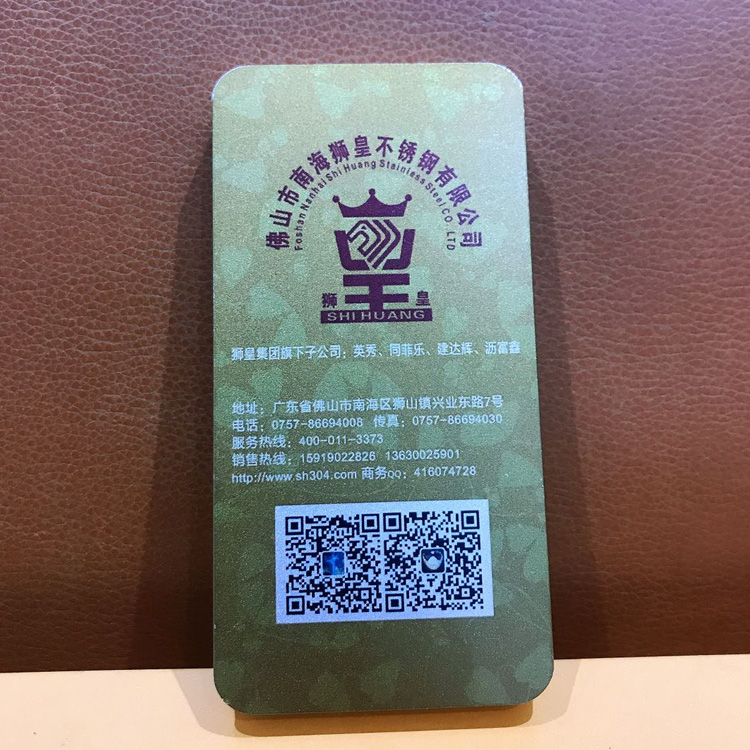 佛山市南海狮皇不锈钢有限公司
Foshan Nanhai Shi Huang Stainless Steel CO. LTD
狮皇
SHI HUANG
狮皇集团旗下子公司：英秀、同菲乐、建达辉、沥富鑫
地址：广东省佛山市南海区狮山镇兴业东路7号
电话：0757-86694008 传真：0757-86694030
服务热线：400-011-3373
销售热线：15919022826 13630025901
http://www.sh304.com 商务QQ：416074728